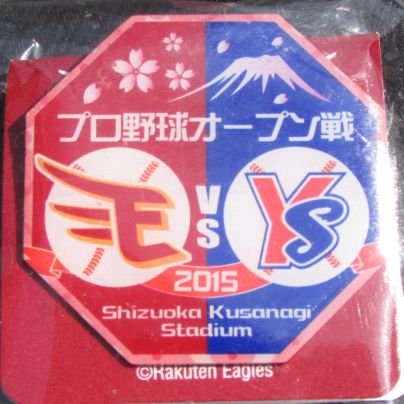 プロ野球オープン戦
E VS YS
2015
Shizuoka Kusanagi
Stadium
©Rakuten Eagles